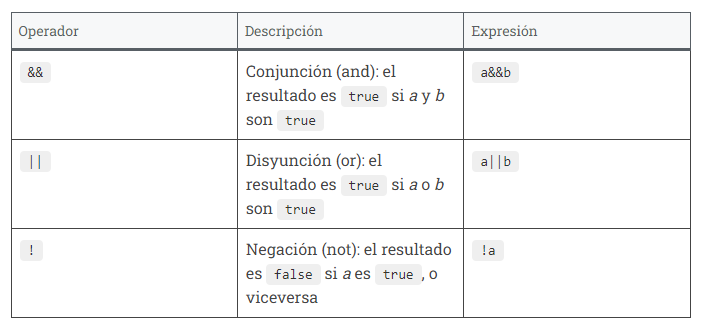 Operador Descripción Expresión
&& Conjunción (and): el a&&b
resultado es true si a y b
son true
|| Disyunción (or): el a||b
resultado es true si a o b
son true
! Negación (not): el resultado !a
es false si a es true , o
viceversa